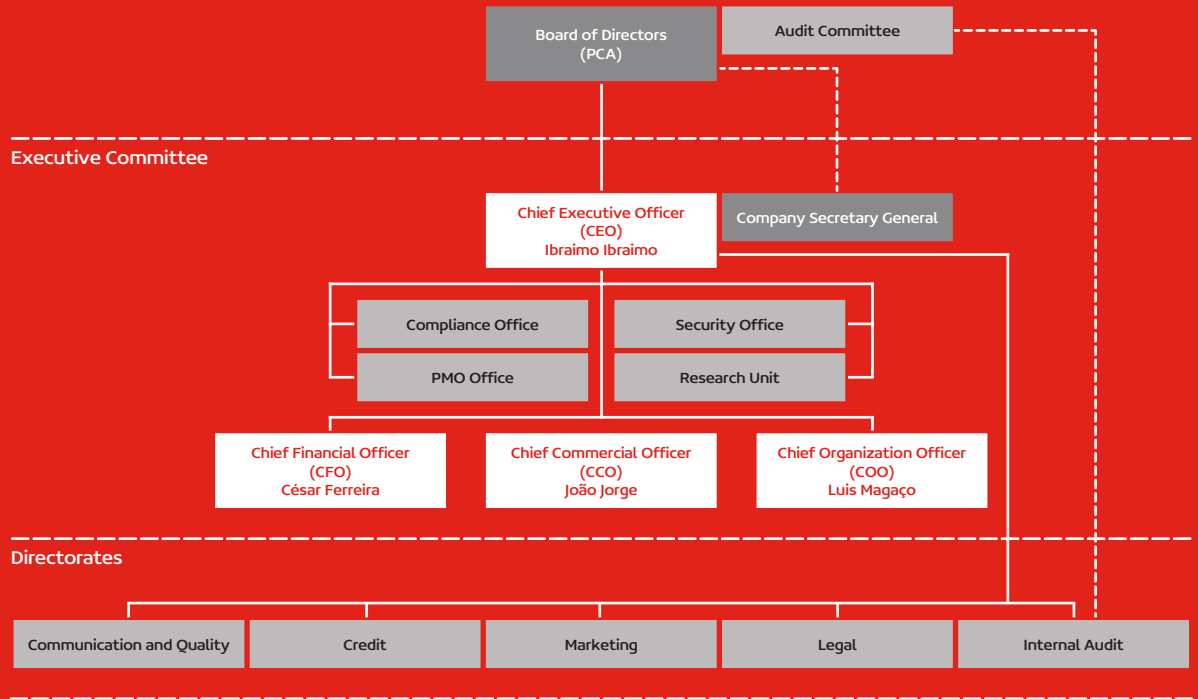 Board of Directors
(PCA)
Audit Committee
Executive Committee
Chief Executive Officer
(CEO)
Ibraimo Ibraimo
Company Secretary General
Compliance Office
Security Office
PMO Office
Research Unit
Chief Financial Officer
(CFO)
César Ferreira
Chief Commercial Officer
(CCO)
João Jorge
Chief Organization Officer
(COO)
Luis Magaço
Directorates
Communication and Quality
Credit
Marketing
Legal
Internal Audit